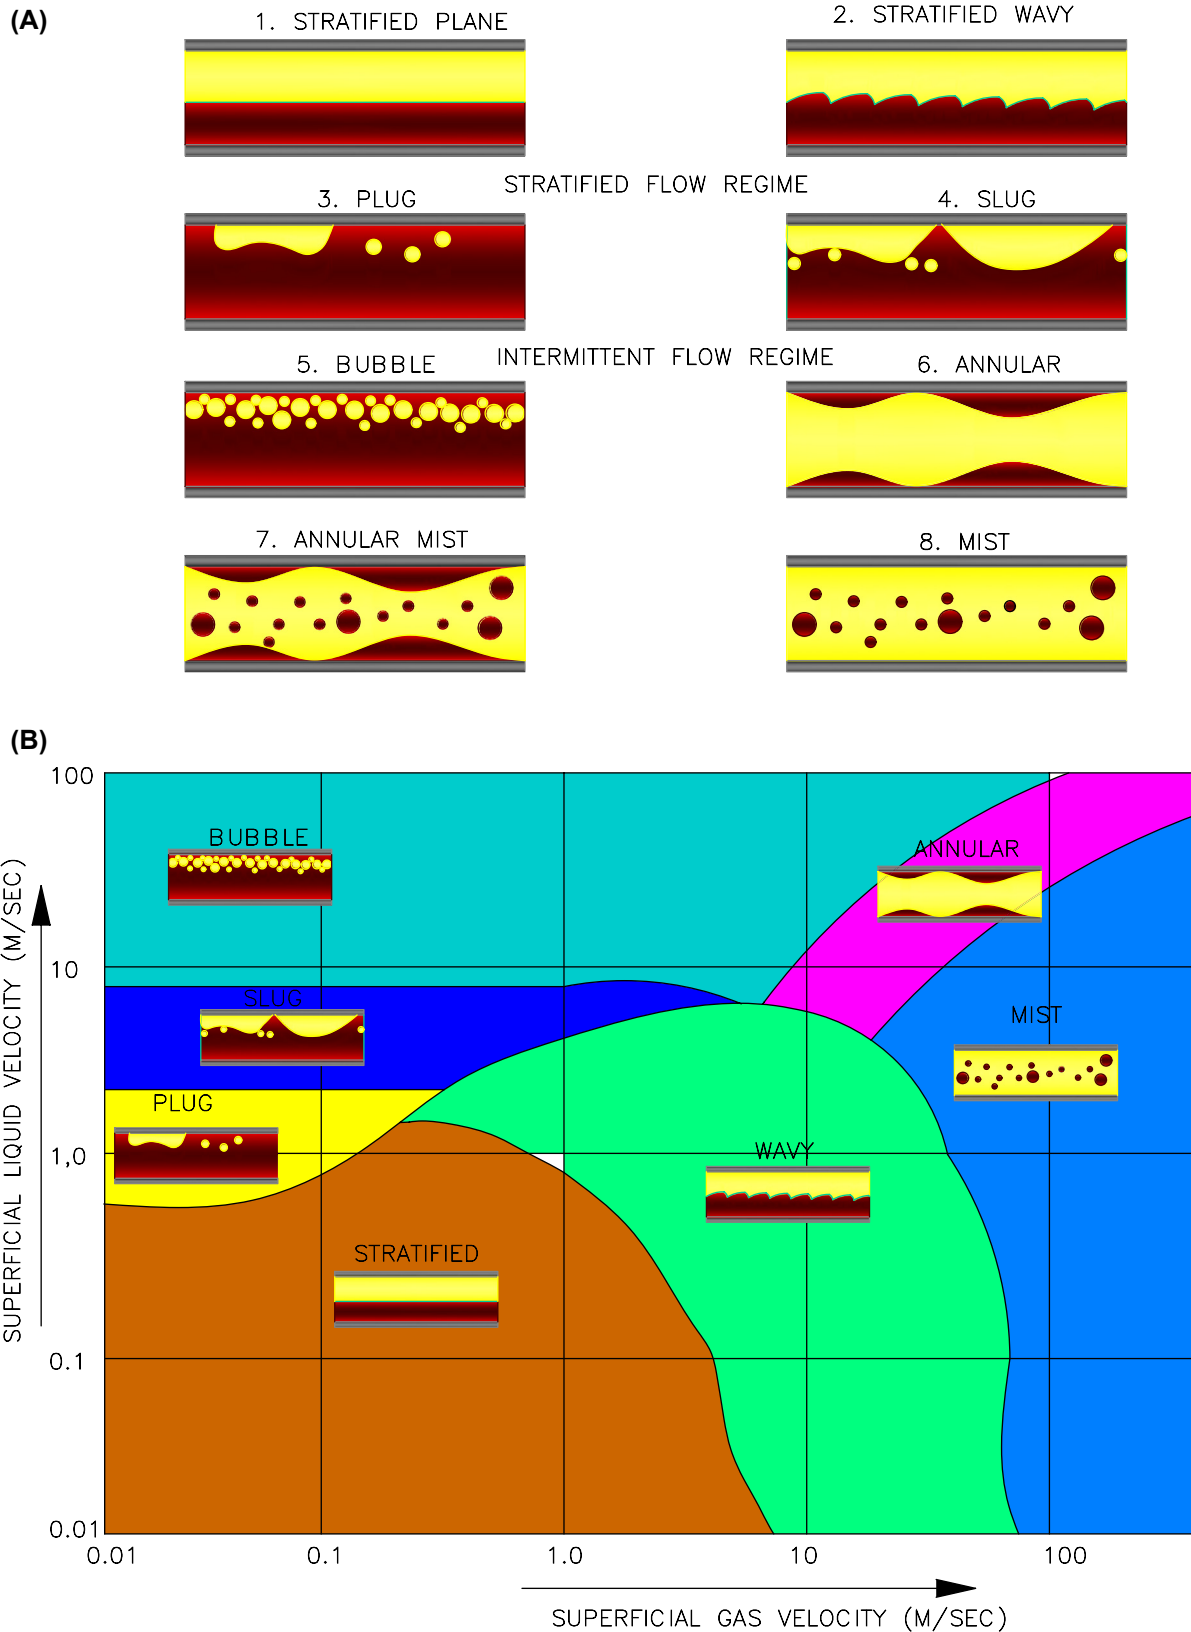 (A)
1. STRATIFIED PLANE
2. STRATIFIED WAVY
STRATIFIED FLOW REGIME
3. PLUG
4. SLUG
INTERMITTENT FLOW REGIME
5. BUBBLE
6. ANNULAR
7. ANNULAR MIST
8. MIST
(B)
SUPERFICIAL LIQUID VELOCITY (M/SEC)
100
10
1,0
0.1
0.01
BUBBLE
ANNULAR
SLUG
MIST
PLUG
WAVY
STRATIFIED
0.01
0.1
1.0
10
100
SUPERFICIAL GAS VELOCITY (M/SEC)